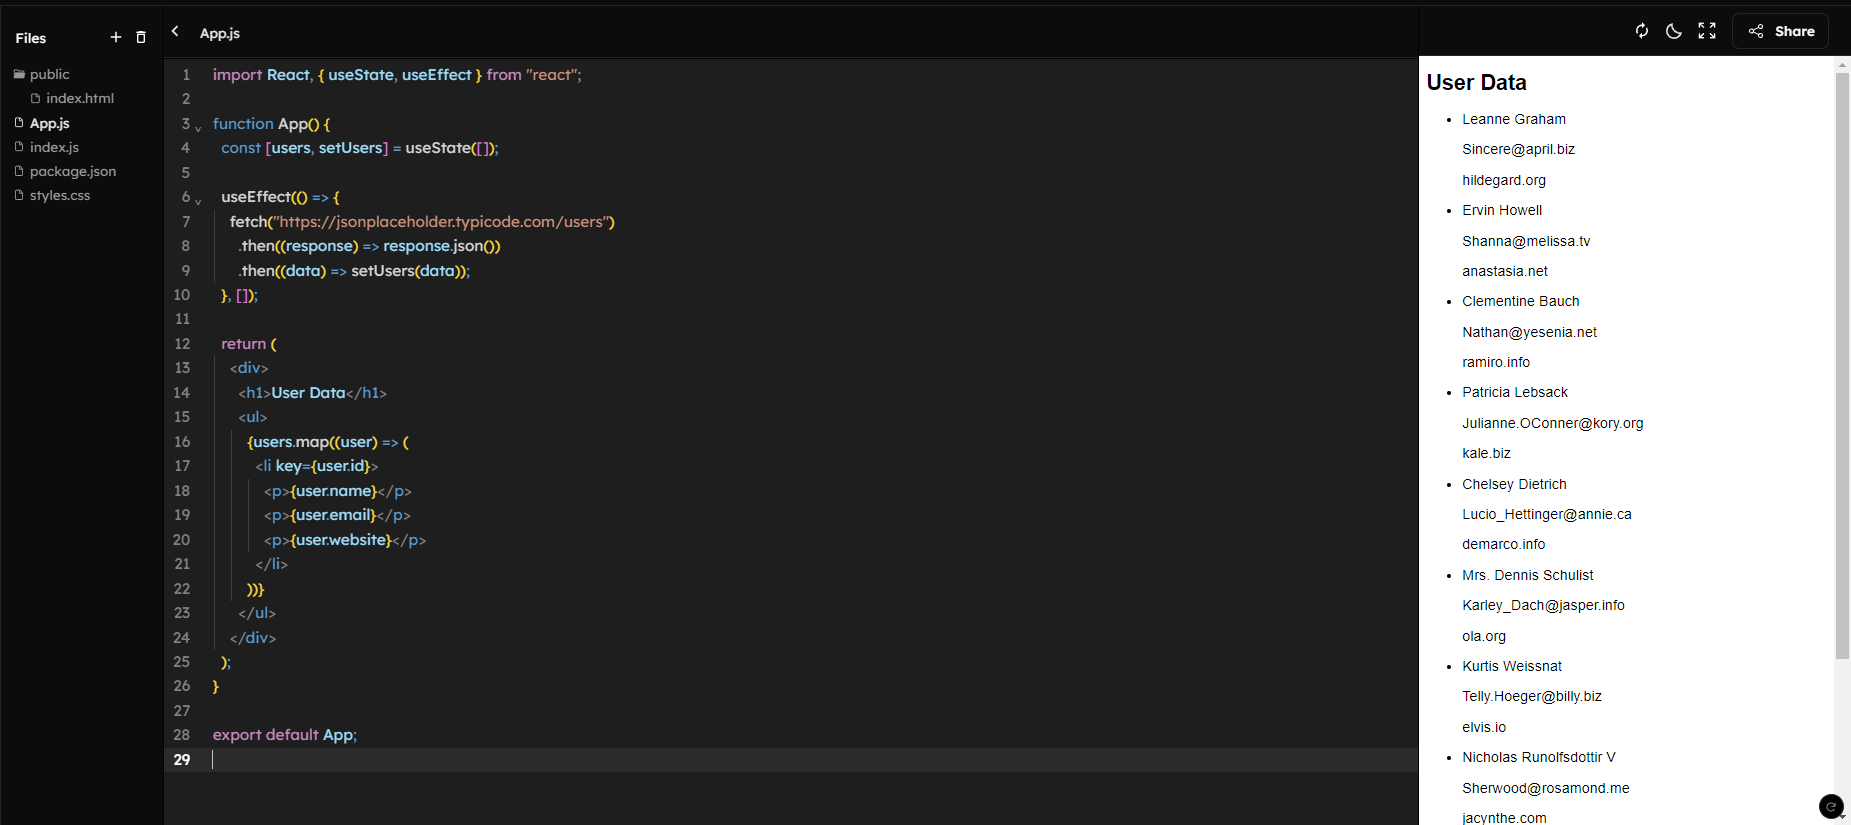 Files
public
index.html
App.js
index.js
package.json
styles.css
App.js
1 import React, { useState, useEffect } from "react";
2
3 function App() {
4 const [users, setUsers] = useState([]);
5
6 useEffect(() => {
7 fetch("https://jsonplaceholder.typicode.com/users")
8 .then((response) => response.json())
9 .then((data) => setUsers(data));
10 }, []);
11
12 return (
13 <div>
14 <h1>User Data</h1>
15 <ul>
16 {users.map((user) => (
17 <li key={user.id}>
18 <p>{user.name}</p>
19 <p>{user.email}</p>
20 <p>{user.website}</p>
21 </li>
22 ))}
23 </ul>
24 </div>
25 );
26 }
27
28 export default App;
29
Share
User Data
• Leanne Graham
Sincere@april.biz
hildegard.org
• Ervin Howell
Shanna@melissa.tv
anastasia.net
• Clementine Bauch
Nathan@yesenia.net
ramiro.info
• Patricia Lebsack
Julianne.OConner@kory.org
kale.biz
• Chelsey Dietrich
Lucio_Hettinger@annie.ca
demarco.info
• Mrs. Dennis Schulist
Karley_Dach@jasper.info
ola.org
• Kurtis Weissnat
Telly.Hoeger@billy.biz
elvis.io
• Nicholas Runolfsdottir V
Sherwood@rosamond.me
jacynthe.com